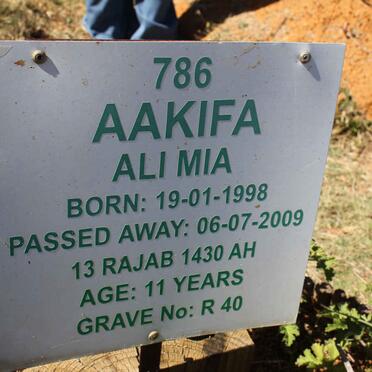 786
AAKIFA
ALI MIA
BORN: 19-01-1998
PASSED AWAY: 06-07-2009
13 RAJAB 1430 AH
AGE: 11 YEARS
GRAVE No: R 40